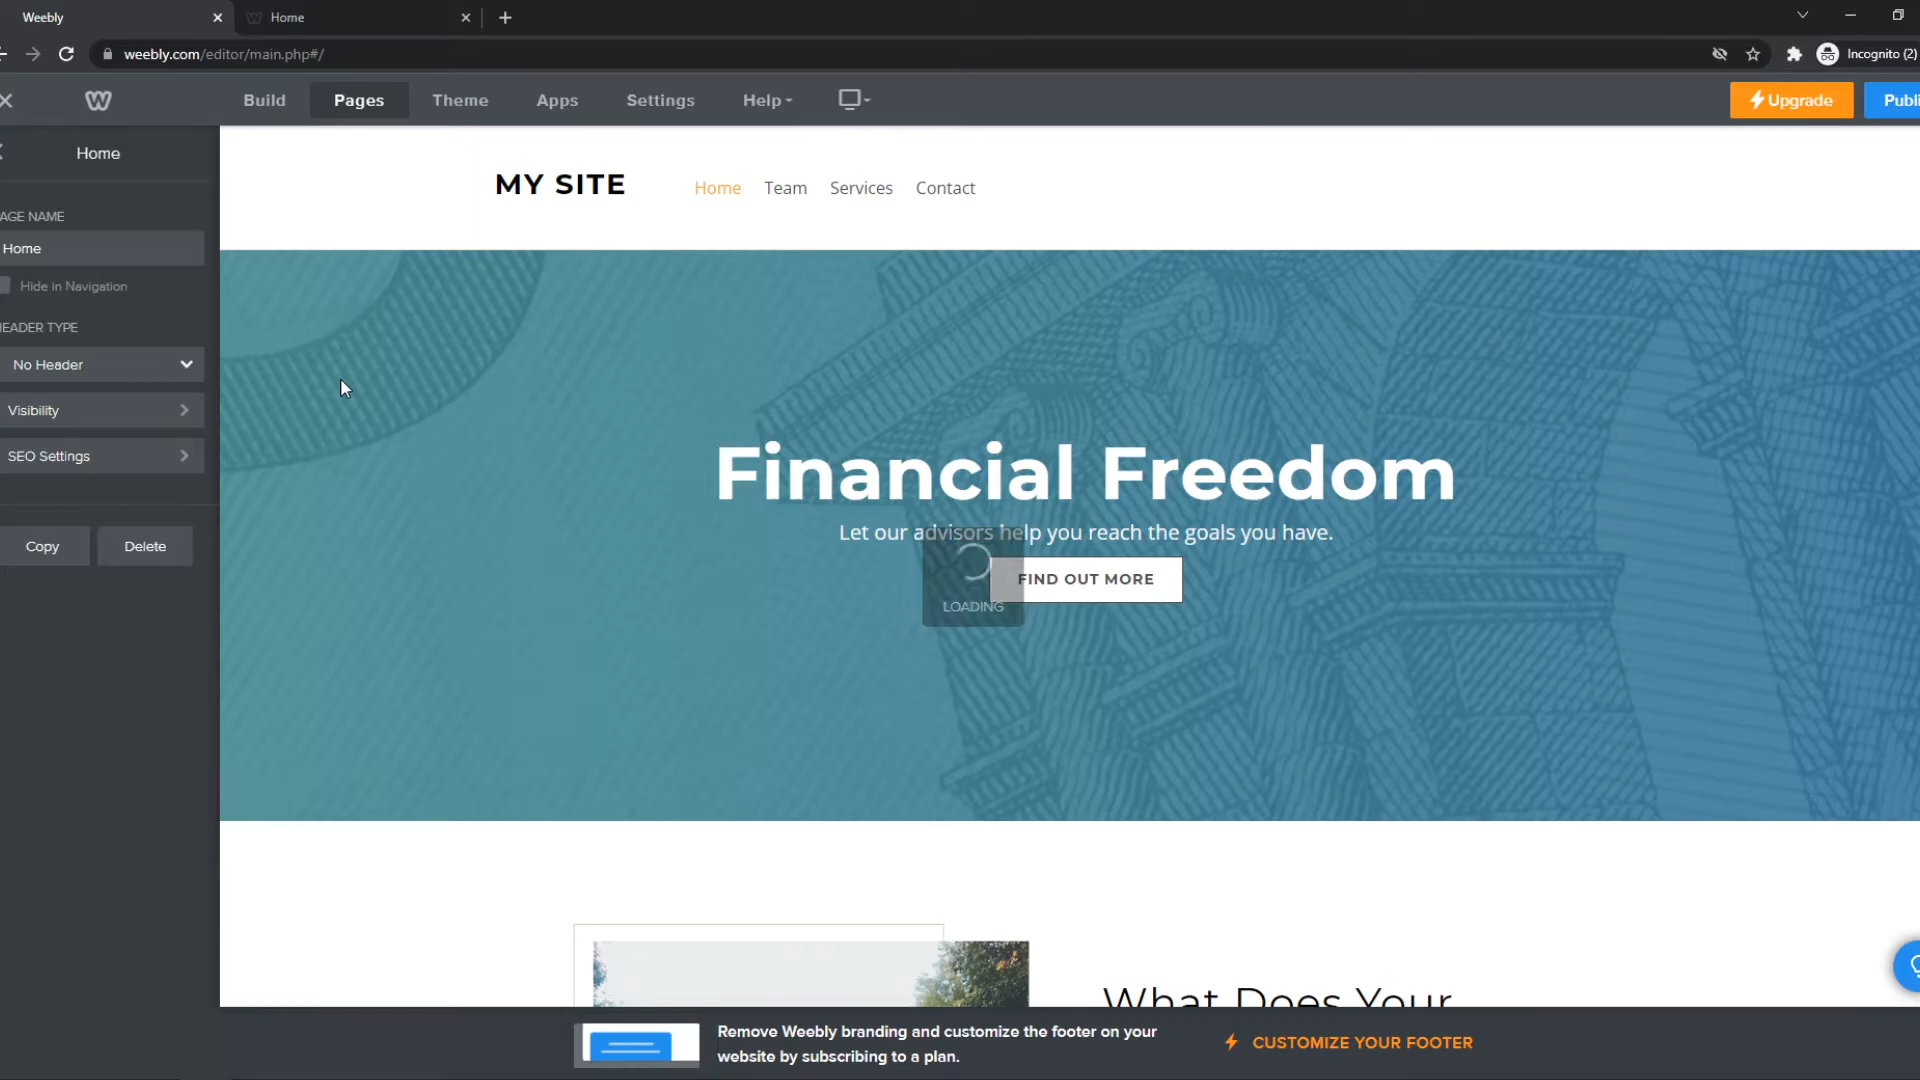 Weebly
Home
weebly.com/editor/main.php#/
Incognito (2)
Build
Pages
Theme
Apps
Settings
Help
Upgrade
Publi
Home
AGE NAME
Home
Hide in Navigation
EADER TYPE
No Header
Visibility
SEO Settings
Copy
Delete
MY SITE
Home
Team
Services
Contact
Financial Freedom
Let our advisors help you reach the goals you have.
FIND OUT MORE
LOADING
What Does Your
Remove Weebly branding and customize the footer on your
website by subscribing to a plan.
CUSTOMIZE YOUR FOOTER